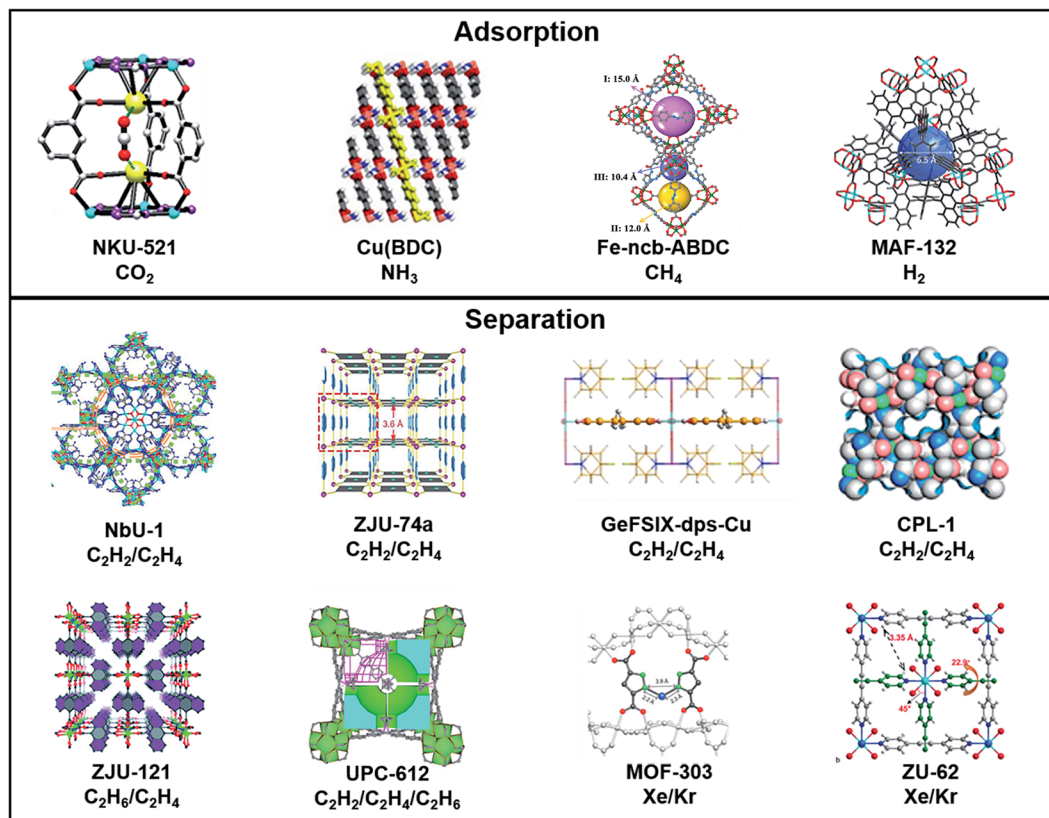 Adsorption
I: 15.0 Å
III: 10.4 Å
II: 12.0 Å
6.5 Å
NKU-521
CO₂
Cu(BDC)
NH₃
Fe-ncb-ABDC
CH₄
MAF-132
H₂
Separation
3.6 Å
NbU-1
C₂H₂/C₂H₄
ZJU-74a
C₂H₂/C₂H₄
GeFSIX-dps-Cu
C₂H₂/C₂H₄
CPL-1
C₂H₂/C₂H₄
3.9 Å
3.35 Å
22.9°
45°
b
ZJU-121
C₂H₆/C₂H₄
UPC-612
C₂H₂/C₂H₄/C₂H₆
MOF-303
Xe/Kr
ZU-62
Xe/Kr